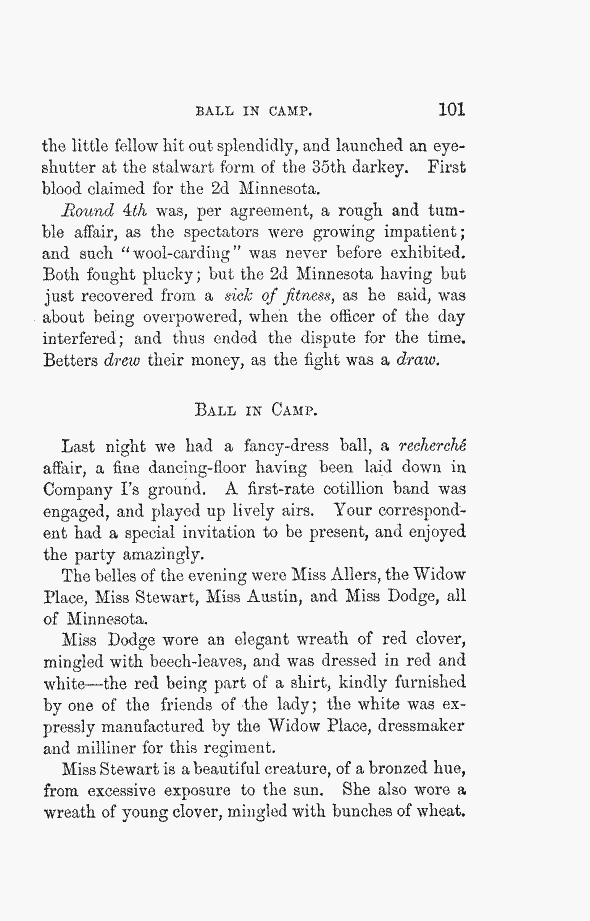 BALL IN CAMP. 101
the little fellow hit out splendidly, and launched an eye-
shutter at the stalwart form of the 35th darkey. First
blood claimed for the 2d Minnesota.
Round 4th was, per agreement, a rough and tum-
ble affair, as the spectators were growing impatient;
and such "wool-carding" was never before exhibited.
Both fought plucky; but the 2d Minnesota having but
just recovered from a sick of fitness, as he said, was
about being overpowered, when the officer of the day
interfered; and thus ended the dispute for the time.
Betters drew their money, as the fight was a draw.
BALL IN CAMP.
Last night we had a fancy-dress ball, a recherché
affair, a fine dancing-floor having been laid down in
Company I's ground. A first-rate cotillion band was
engaged, and played up lively airs. Your correspond-
ent had a special invitation to be present, and enjoyed
the party amazingly.
The belles of the evening were Miss Allers, the Widow
Place, Miss Stewart, Miss Austin, and Miss Dodge, all
of Minnesota.
Miss Dodge wore an elegant wreath of red clover,
mingled with beech-leaves, and was dressed in red and
white—the red being part of a shirt, kindly furnished
by one of the friends of the lady; the white was ex-
pressly manufactured by the Widow Place, dressmaker
and milliner for this regiment.
Miss Stewart is a beautiful creature, of a bronzed hue,
from excessive exposure to the sun. She also wore a
wreath of young clover, mingled with bunches of wheat.